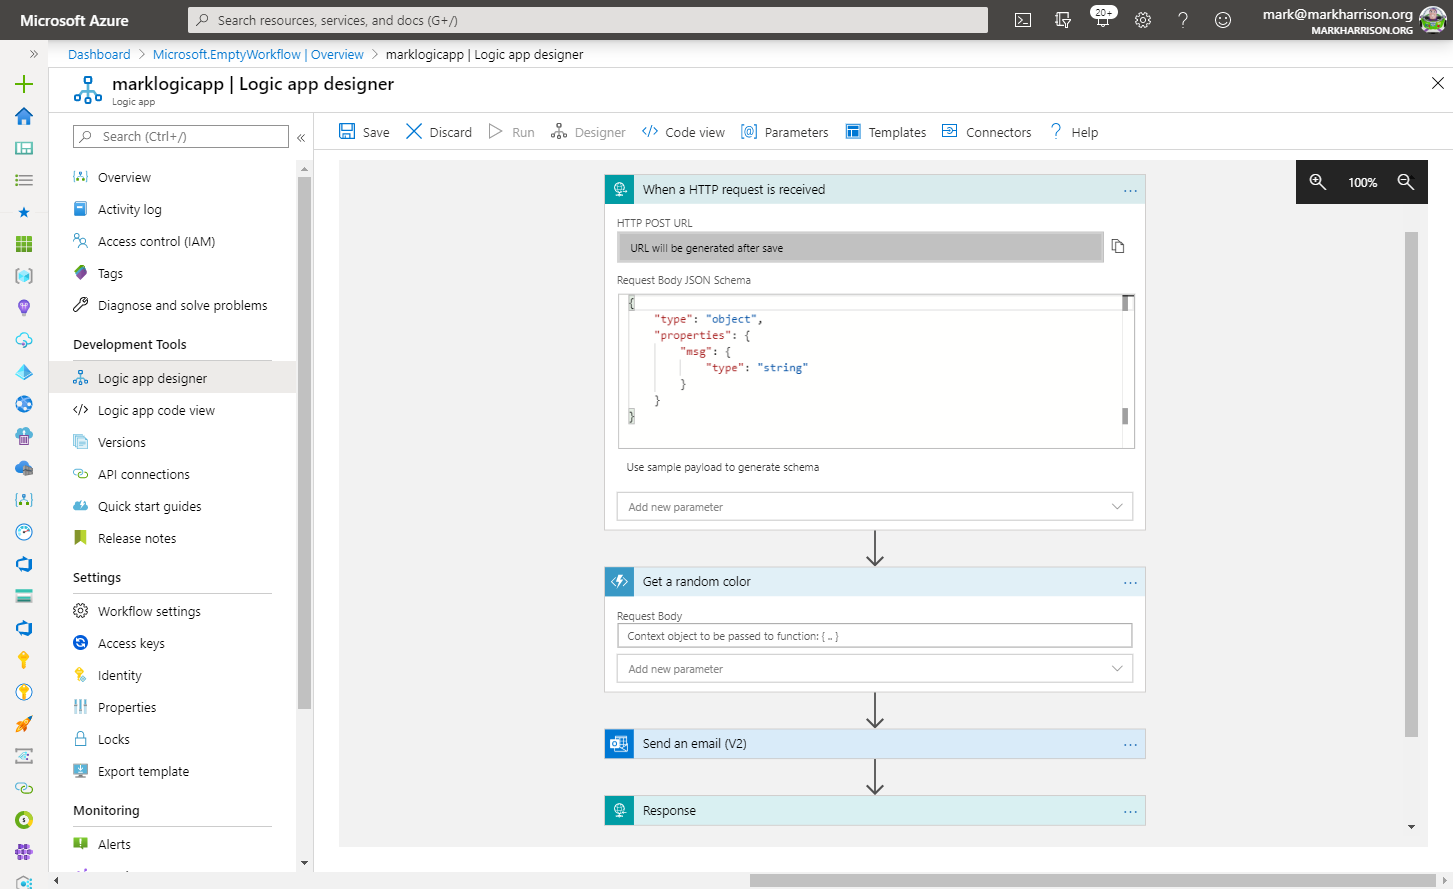 Microsoft Azure
Search resources, services, and docs (G+/)
20+
mark@markharrison.org
MARKHARRISON.ORG
Dashboard > Microsoft.EmptyWorkflow | Overview > marklogicapp | Logic app designer
marklogicapp | Logic app designer
Logic app
Search (Ctrl+/)
Overview
Activity log
Access control (IAM)
Tags
Diagnose and solve problems
Development Tools
Logic app designer
Logic app code view
Versions
API connections
Quick start guides
Release notes
Settings
Workflow settings
Access keys
Identity
Properties
Locks
Export template
Monitoring
Alerts
Save
Discard
Run
Designer
Code view
Parameters
Templates
Connectors
Help
100%
When a HTTP request is received
HTTP POST URL
URL will be generated after save
Request Body JSON Schema
{
"type": "object",
"properties": {
"msg": {
"type": "string"
}
}
}
Use sample payload to generate schema
Add new parameter
Get a random color
Request Body
Context object to be passed to function: { .. }
Add new parameter
Send an email (V2)
Response